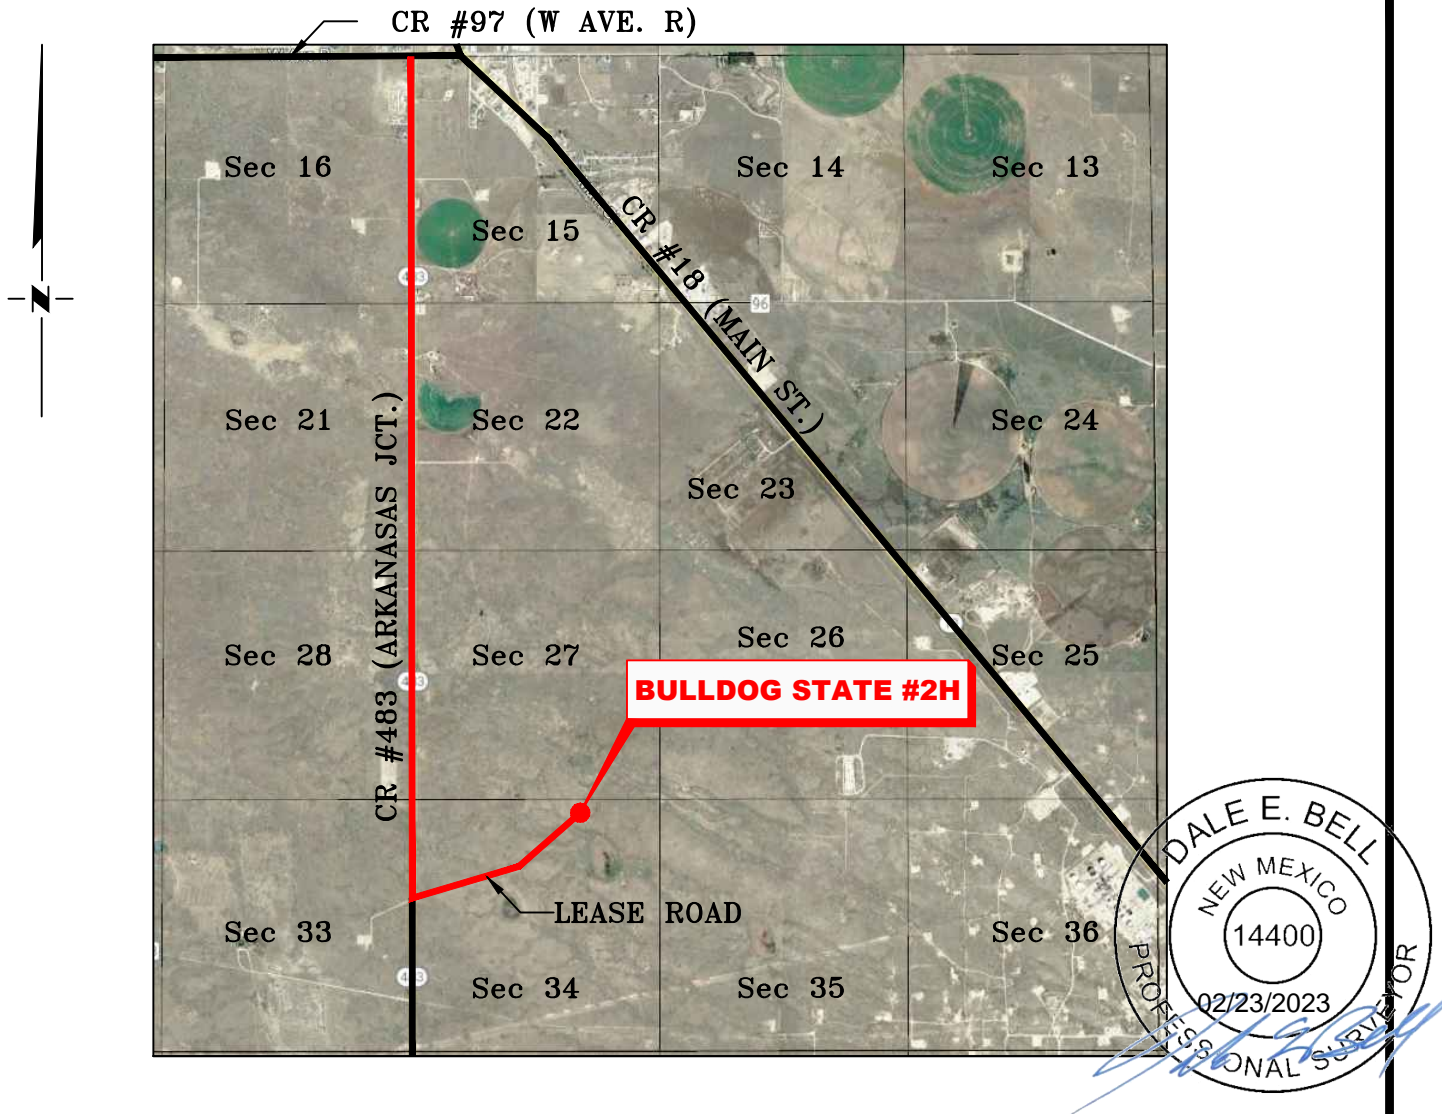 CR #97 (W AVE. R)
Sec 16
Sec 14
Sec 13
Sec 15
CR #18 (MAIN ST.)
96
N
Sec 21
Sec 22
Sec 24
Sec 23
CR #483 (ARKANASAS JCT.)
Sec 28
Sec 27
Sec 26
Sec 25
BULLDOG STATE #2H
LEASE ROAD
Sec 33
Sec 34
Sec 35
Sec 36
DALE E. BELL
NEW MEXICO
14400
02/23/2023
PROFESSIONAL SURVEYOR